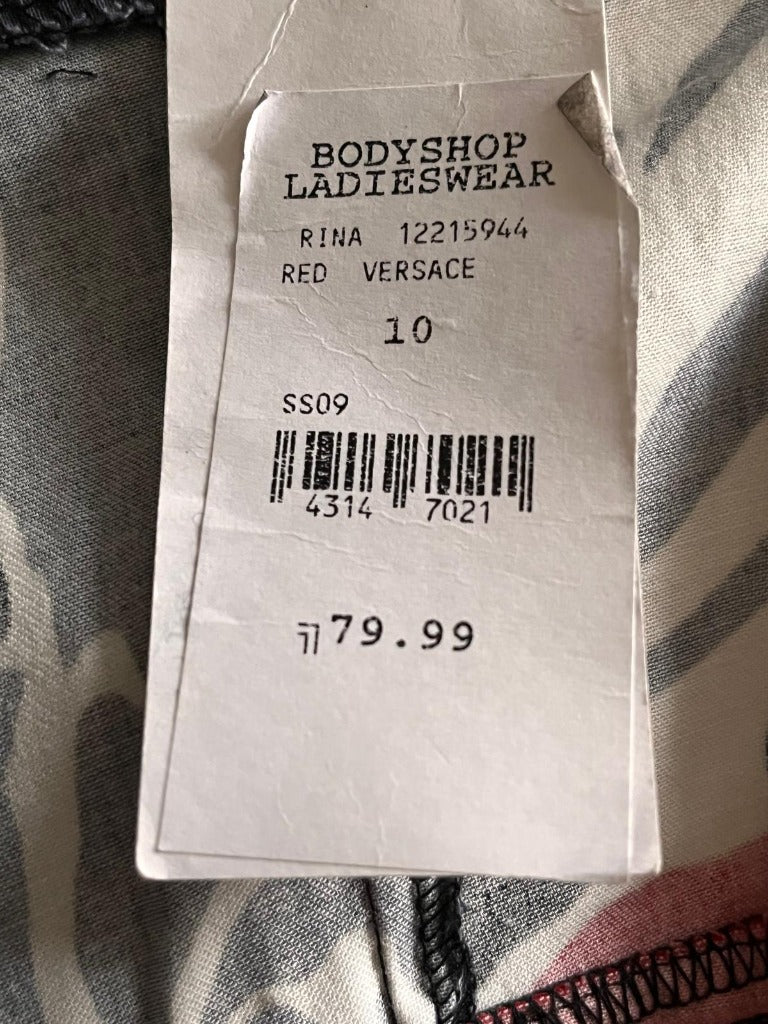 BODYSHOP
LADIESWEAR
RINA 12215944
RED VERSACE
10
SS09
4314 7021
79.99